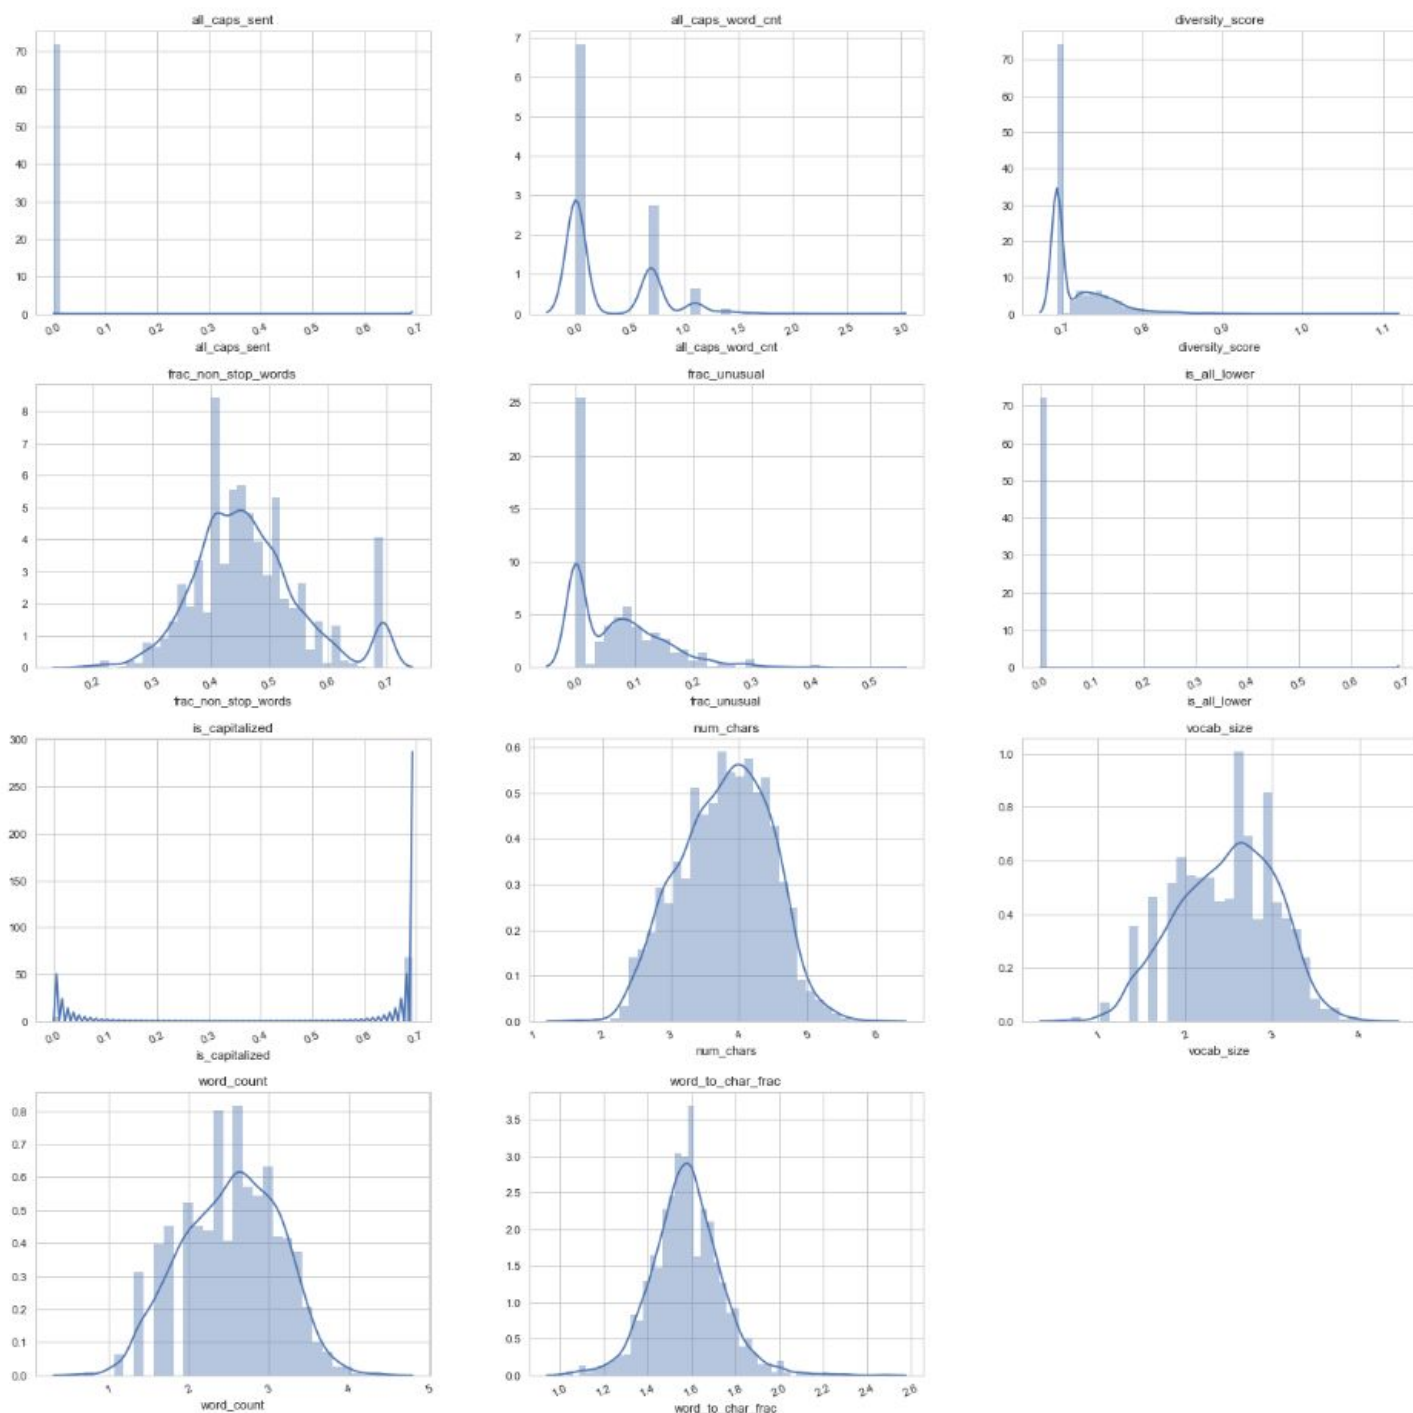 all_caps_sent
70
60
50
40
30
20
10
0
0.0 0.1 0.2 0.3 0.4 0.5 0.6 0.7
all_caps_sent
all_caps_word_cnt
7
6
5
4
3
2
1
0
0.0 0.5 1.0 1.5 2.0 2.5 3.0
all_caps_word_cnt
diversity_score
70
60
50
40
30
20
10
0
0.7 0.8 0.9 1.0 1.1
diversity_score
frac_non_stop_words
8
7
6
5
4
3
2
1
0
0.2 0.3 0.4 0.5 0.6 0.7
frac_non_stop_words
frac_unusual
25
20
15
10
5
0
0.0 0.1 0.2 0.3 0.4 0.5
frac_unusual
is_all_lower
70
60
50
40
30
20
10
0
0.0 0.1 0.2 0.3 0.4 0.5 0.6 0.7
is_all_lower
is_capitalized
300
250
200
150
100
50
0
0.0 0.1 0.2 0.3 0.4 0.5 0.6 0.7
is_capitalized
num_chars
0.6
0.5
0.4
0.3
0.2
0.1
0.0
1 2 3 4 5 6
num_chars
vocab_size
1.0
0.8
0.6
0.4
0.2
0.0
1 2 3 4
vocab_size
word_count
0.8
0.7
0.6
0.5
0.4
0.3
0.2
0.1
0.0
1 2 3 4 5
word_count
word_to_char_frac
3.5
3.0
2.5
2.0
1.5
1.0
0.5
0.0
1.0 1.2 1.4 1.6 1.8 2.0 2.2 2.4 2.6
word_to_char_frac